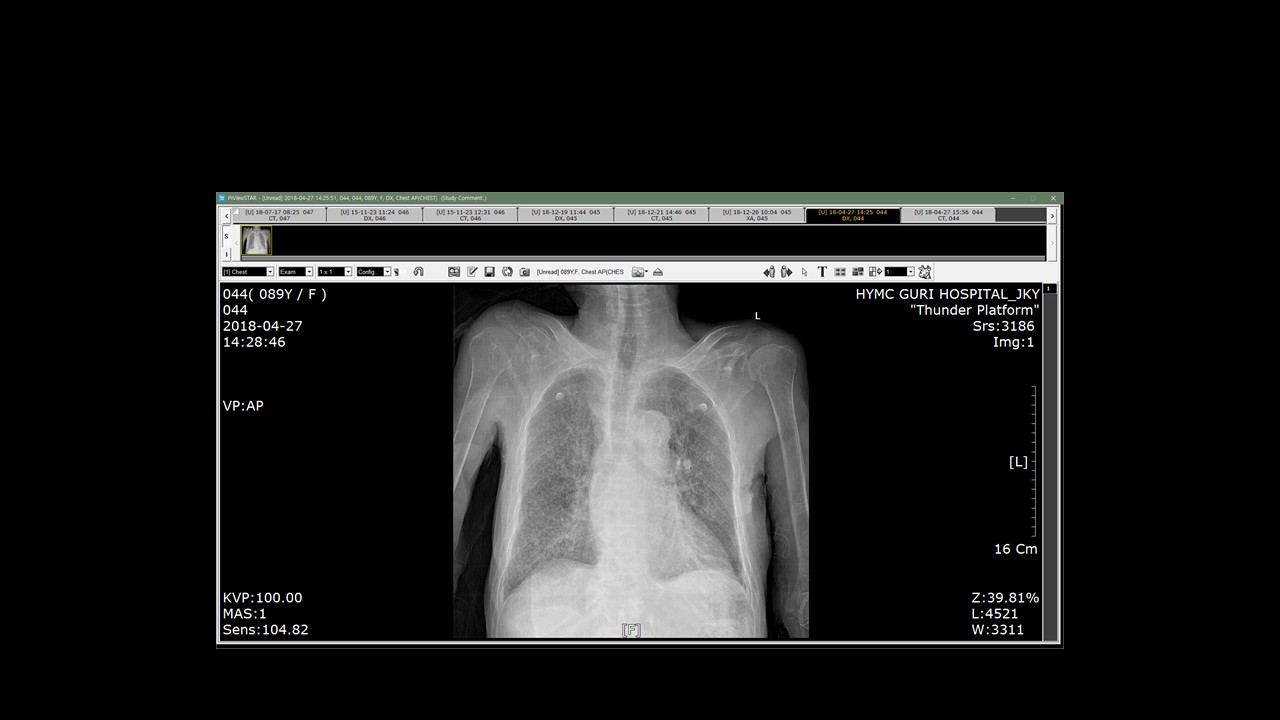 PiViewSTAR - [Unread] 2018-04-27 14:25:51, 044, 044, 089Y, F, DX, Chest AP(CHEST) (Study Comment:)
[U] 18-07-17 08:25 047
CT, 047
[U] 15-11-23 11:24 046
DX, 046
[U] 15-11-23 12:31 046
CT, 046
[U] 18-12-19 11:44 045
DX, 045
[U] 18-12-21 14:46 045
CT, 045
[U] 18-12-26 10:04 045
XA, 045
[U] 18-04-27 14:25 044
DX, 044
[U] 18-04-27 15:56 044
CT, 044
S
I
[1] Chest
Exam
1 x 1
Config.
[Unread] 089Y,F, Chest AP(CHES
T
1
1
044( 089Y / F )
044
2018-04-27
14:28:46
HYMC GURI HOSPITAL_JKY
"Thunder Platform"
Srs:3186
Img:1
L
VP:AP
[L]
16 Cm
KVP:100.00
MAS:1
Sens:104.82
[F]
Z:39.81%
L:4521
W:3311